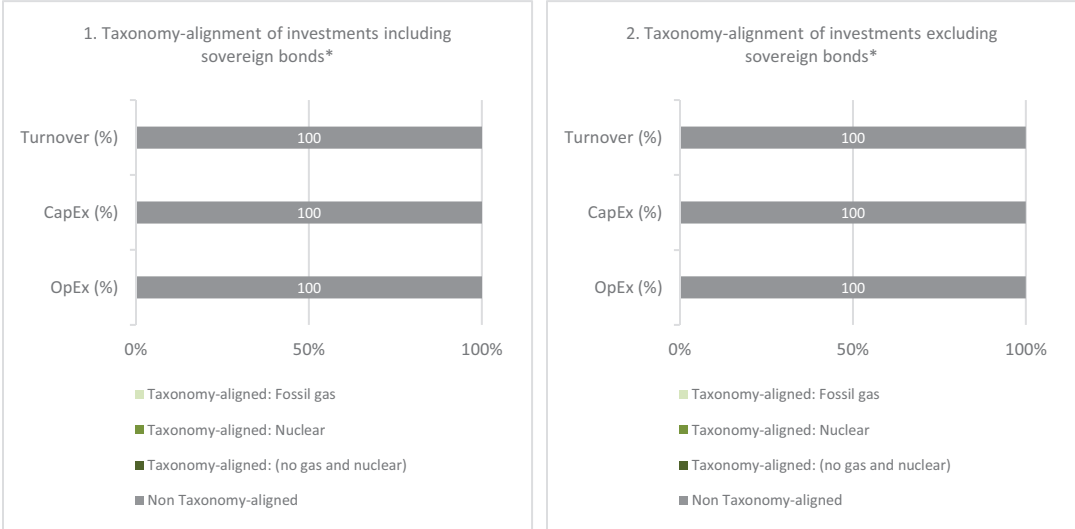 1. Taxonomy-alignment of investments including
sovereign bonds*
Turnover (%)
100
CapEx (%)
100
OpEx (%)
100
0%
50%
100%
Taxonomy-aligned: Fossil gas
Taxonomy-aligned: Nuclear
Taxonomy-aligned: (no gas and nuclear)
Non Taxonomy-aligned
2. Taxonomy-alignment of investments excluding
sovereign bonds*
Turnover (%)
100
CapEx (%)
100
OpEx (%)
100
0%
50%
100%
Taxonomy-aligned: Fossil gas
Taxonomy-aligned: Nuclear
Taxonomy-aligned: (no gas and nuclear)
Non Taxonomy-aligned